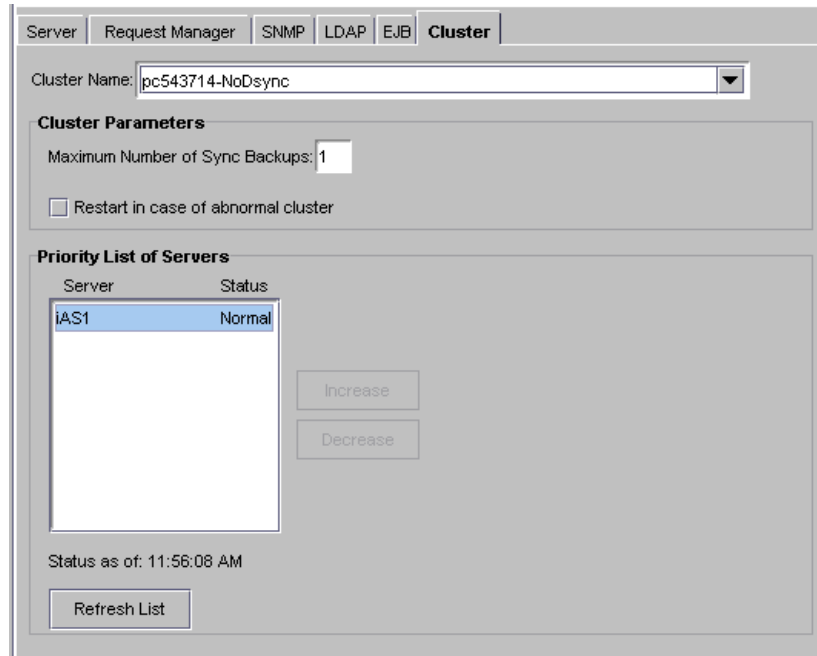 Server Request Manager SNMP LDAP EJB Cluster
Cluster Name: pc543714-NoDsync
Cluster Parameters
Maximum Number of Sync Backups: 1
Restart in case of abnormal cluster
Priority List of Servers
Server Status
iAS1 Normal
Increase
Decrease
Status as of: 11:56:08 AM
Refresh List